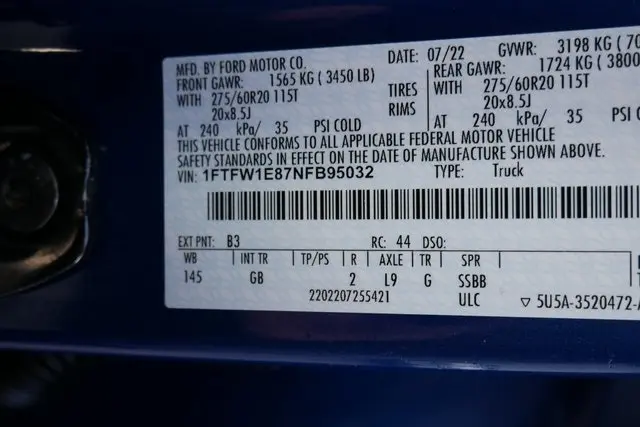 MFD. BY FORD MOTOR CO. DATE: 07/22 GVWR: 3198 KG ( 70
FRONT GAWR: 1565 KG ( 3450 LB) REAR GAWR: 1724 KG ( 3800
WITH 275/60R20 115T TIRES 275/60R20 115T
20x8.5J RIMS 20x8.5J
AT 240 kPa/ 35 PSI COLD AT 240 kPa/ 35 PSI C
THIS VEHICLE CONFORMS TO ALL APPLICABLE FEDERAL MOTOR VEHICLE
SAFETY STANDARDS IN EFFECT ON THE DATE OF MANUFACTURE SHOWN ABOVE.
VIN: 1FTFW1E87NFB95032 TYPE: Truck
EXT PNT: B3 RC: 44 DSO:
WB INT TR TP/PS R AXLE TR SPR
145 GB 2 L9 G SSBB
2202207255421 ULC ▽ 5U5A-3520472-